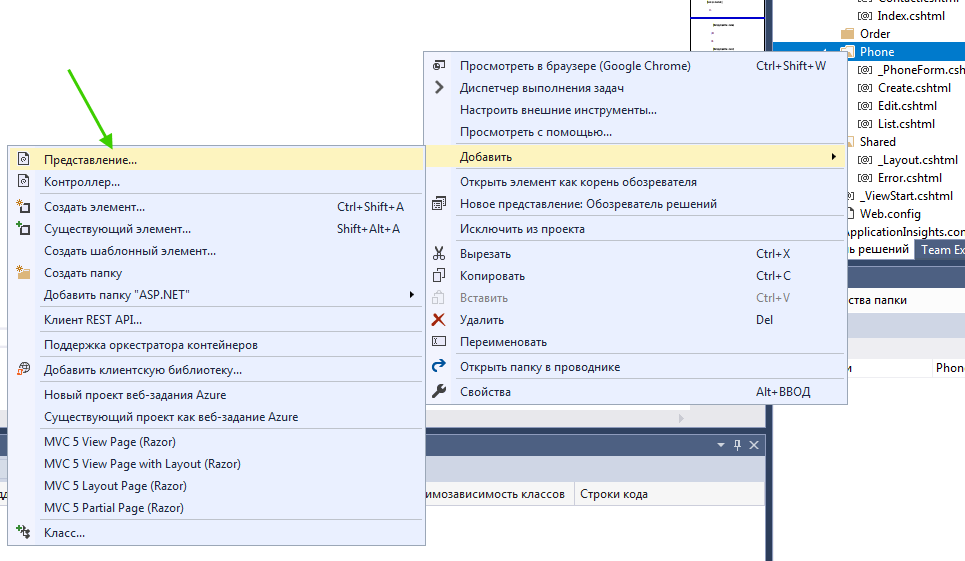 Index.cshtml
Order
Phone
_PhoneForm.csh
Create.cshtml
Edit.cshtml
List.cshtml
Shared
_Layout.cshtml
Error.cshtml
_ViewStart.cshtml
Web.config
ApplicationInsights.con
ь решений
Team Ex
ства папки
Phone
Просмотреть в браузере (Google Chrome) Ctrl+Shift+W
Диспетчер выполнения задач
Настроить внешние инструменты...
Просмотреть с помощью...
Добавить
Открыть элемент как корень обозревателя
Новое представление: Обозреватель решений
Исключить из проекта
Вырезать Ctrl+X
Копировать Ctrl+C
Вставить Ctrl+V
Удалить Del
Переименовать
Открыть папку в проводнике
Свойства Alt+ВВОД
Представление...
Контроллер...
Создать элемент... Ctrl+Shift+A
Существующий элемент... Shift+Alt+A
Создать шаблонный элемент...
Создать папку
Добавить папку "ASP.NET"
Клиент REST API...
Поддержка оркестратора контейнеров
Добавить клиентскую библиотеку...
Новый проект веб-задания Azure
Существующий проект как веб-задание Azure
MVC 5 View Page (Razor)
MVC 5 View Page with Layout (Razor)
MVC 5 Layout Page (Razor)
MVC 5 Partial Page (Razor)
Класс...
имозависимость классов
Строки кода